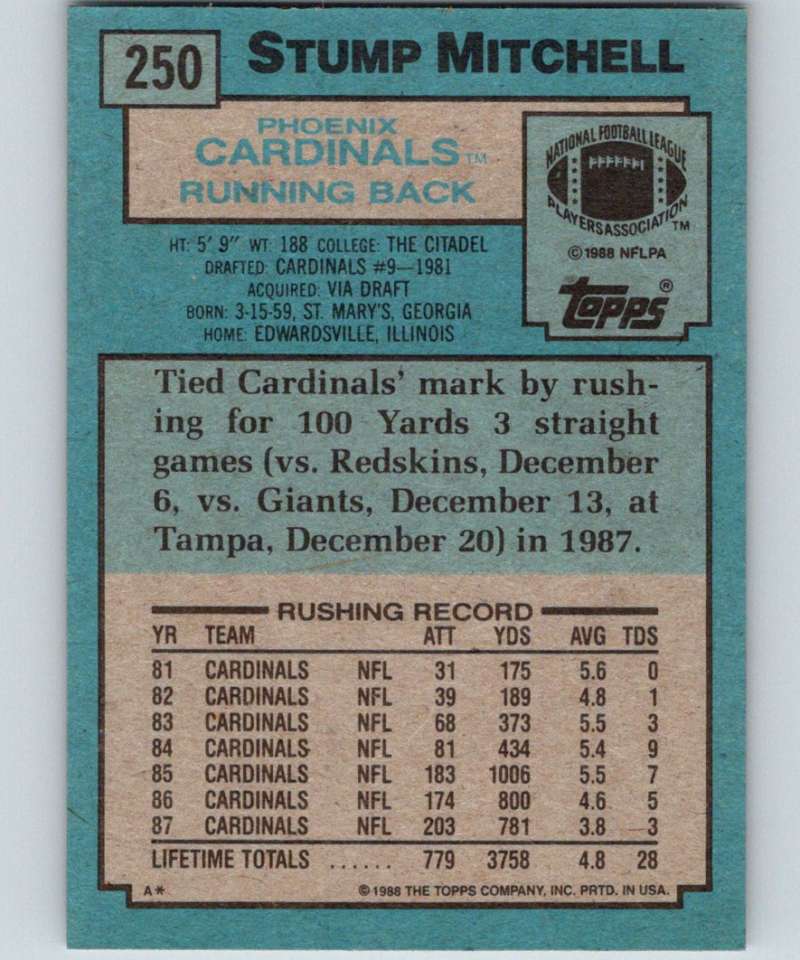 250
STUMP MITCHELL
PHOENIX
CARDINALS™
RUNNING BACK
NATIONAL FOOTBALL LEAGUE
PLAYERS ASSOCIATION™
©1988 NFLPA
Topps®
HT: 5' 9" WT: 188 COLLEGE: THE CITADEL
DRAFTED: CARDINALS #9—1981
ACQUIRED: VIA DRAFT
BORN: 3-15-59, ST. MARY'S, GEORGIA
HOME: EDWARDSVILLE, ILLINOIS
Tied Cardinals' mark by rush-
ing for 100 Yards 3 straight
games (vs. Redskins, December
6, vs. Giants, December 13, at
Tampa, December 20) in 1987.
RUSHING RECORD
YR TEAM ATT YDS AVG TDS
81 CARDINALS NFL 31 175 5.6 0
82 CARDINALS NFL 39 189 4.8 1
83 CARDINALS NFL 68 373 5.5 3
84 CARDINALS NFL 81 434 5.4 9
85 CARDINALS NFL 183 1006 5.5 7
86 CARDINALS NFL 174 800 4.6 5
87 CARDINALS NFL 203 781 3.8 3
LIFETIME TOTALS ...... 779 3758 4.8 28
A* ©1988 THE TOPPS COMPANY, INC. PRTD. IN USA.